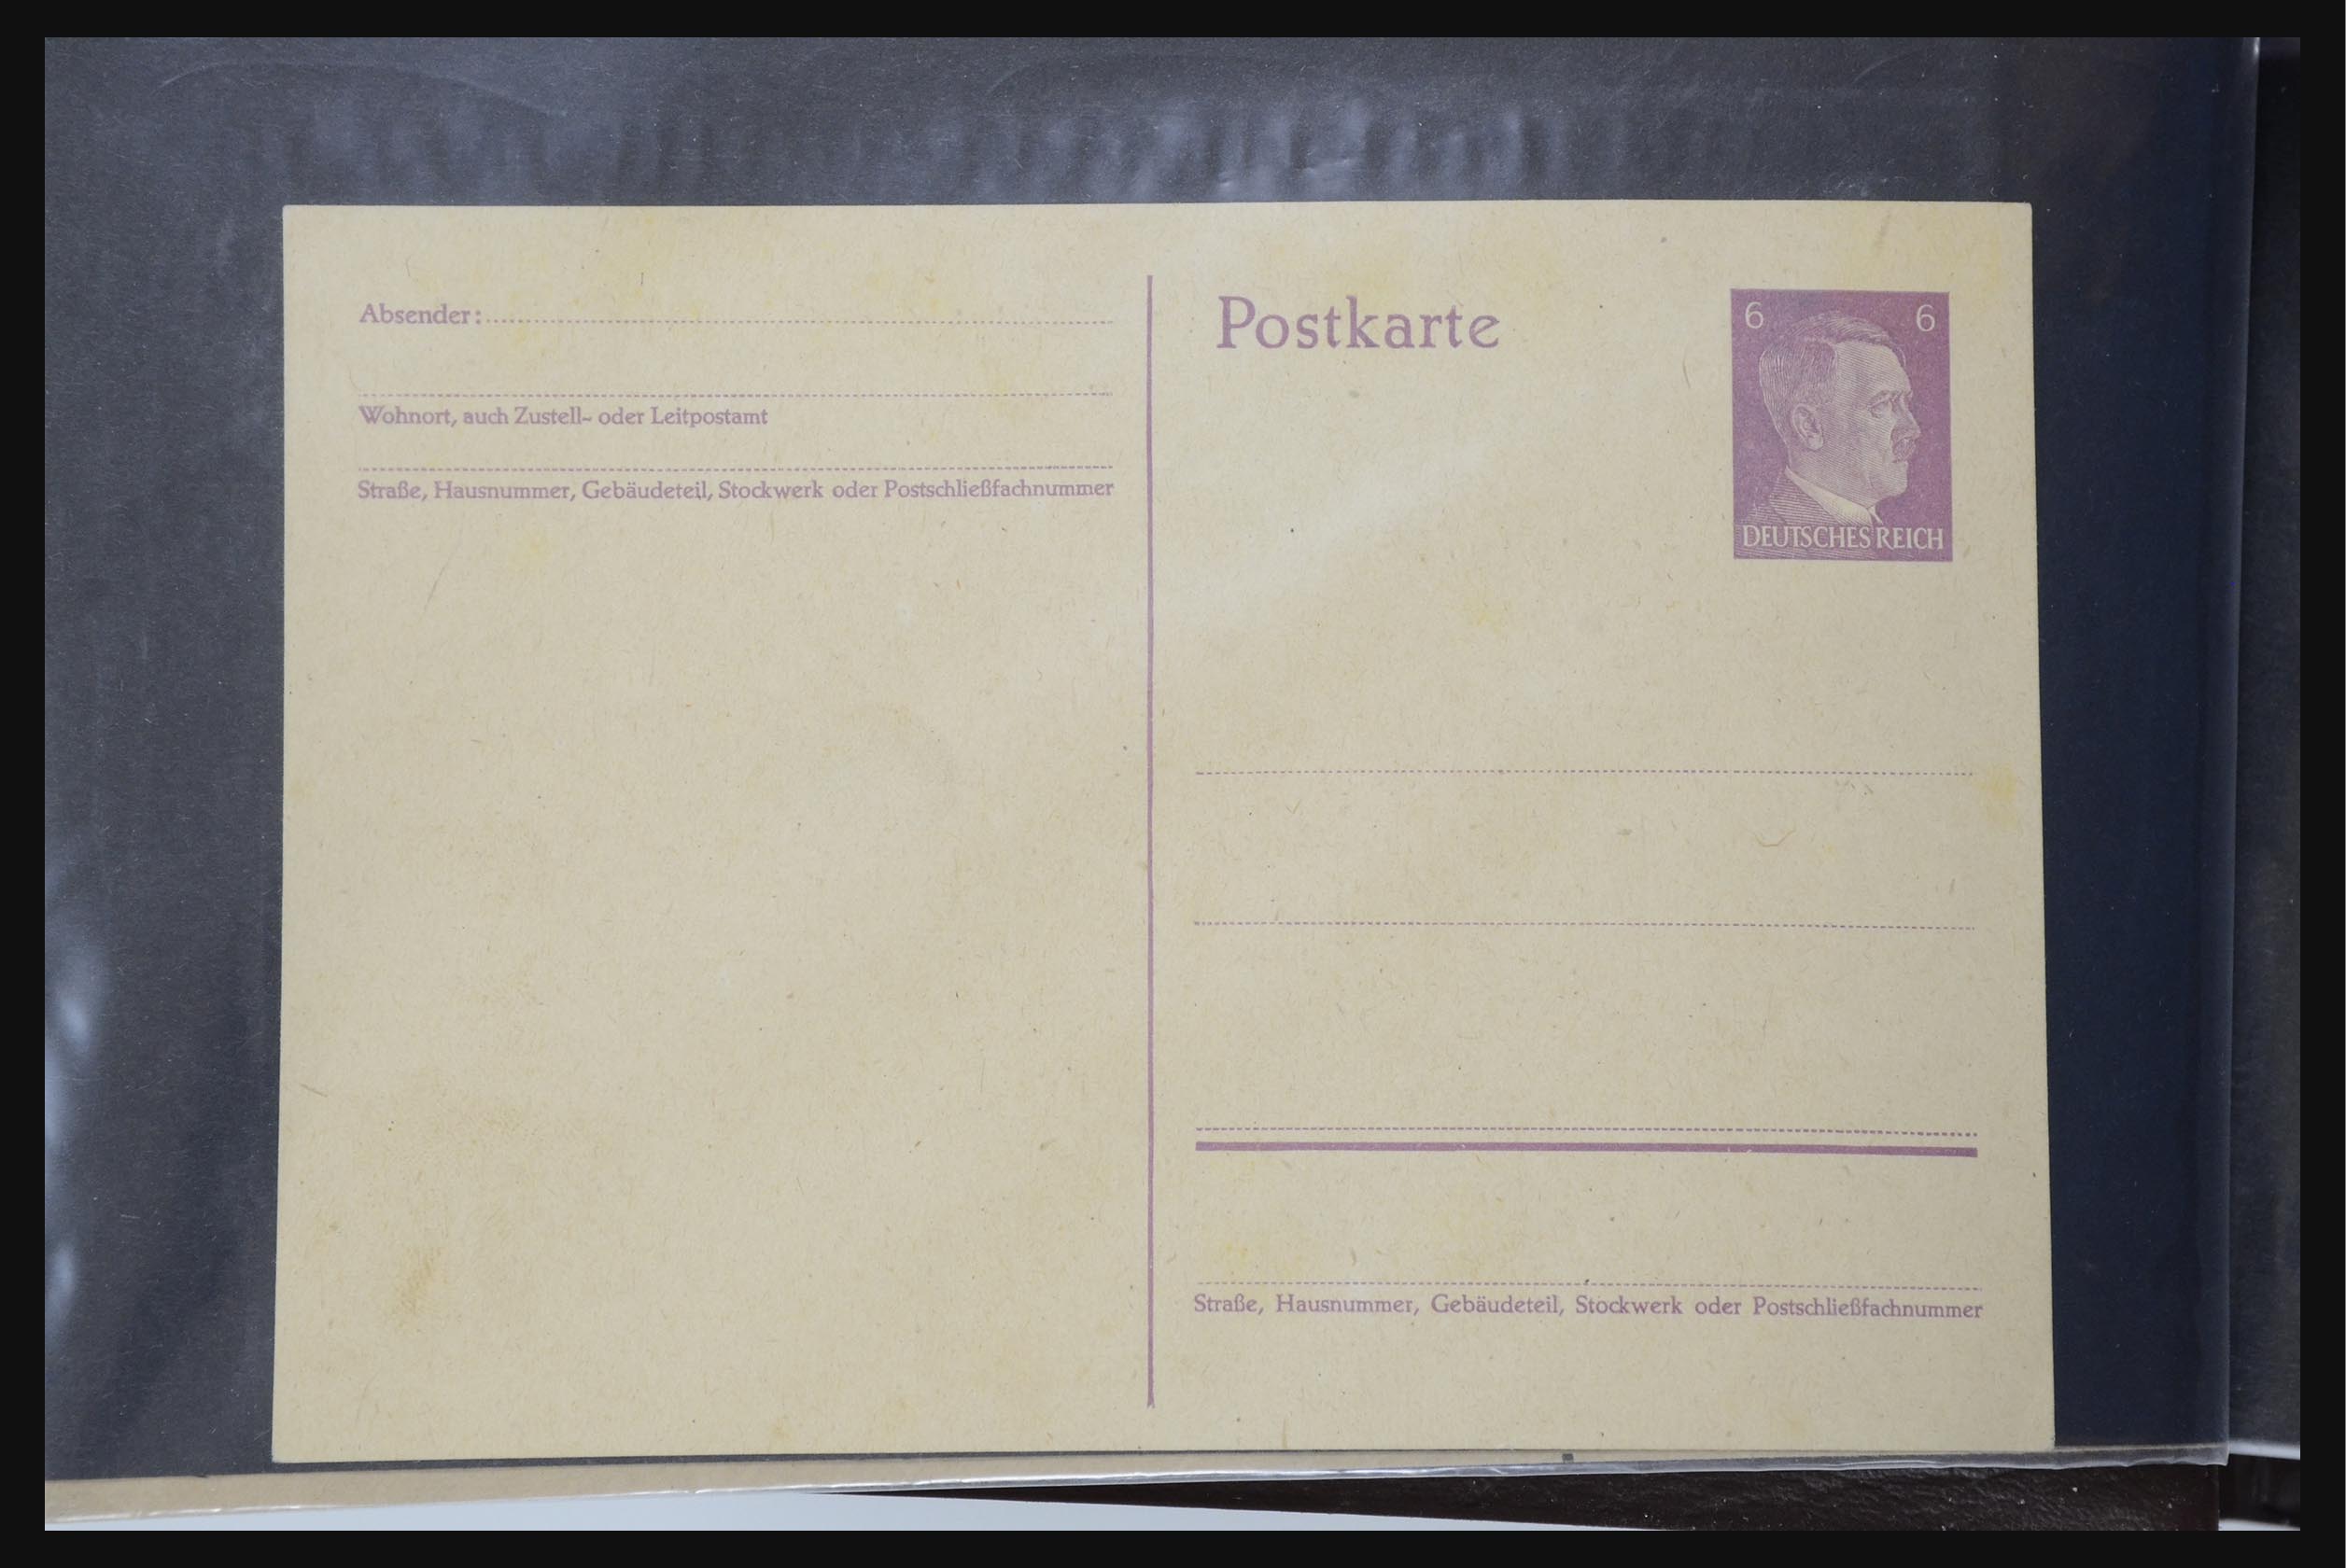 Absender:
Wohnort, auch Zustell- oder Leitpostamt
Straße, Hausnummer, Gebäudeteil, Stockwerk oder Postschließfachnummer
Postkarte
6 6
DEUTSCHES REICH
Straße, Hausnummer, Gebäudeteil, Stockwerk oder Postschließfachnummer